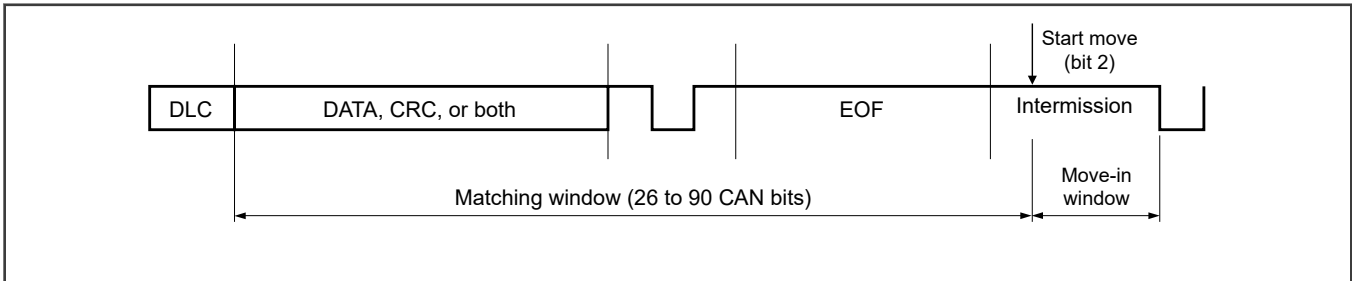 Start move
(bit 2)
DLC
DATA, CRC, or both
EOF
Intermission
Matching window (26 to 90 CAN bits)
Move-in
window